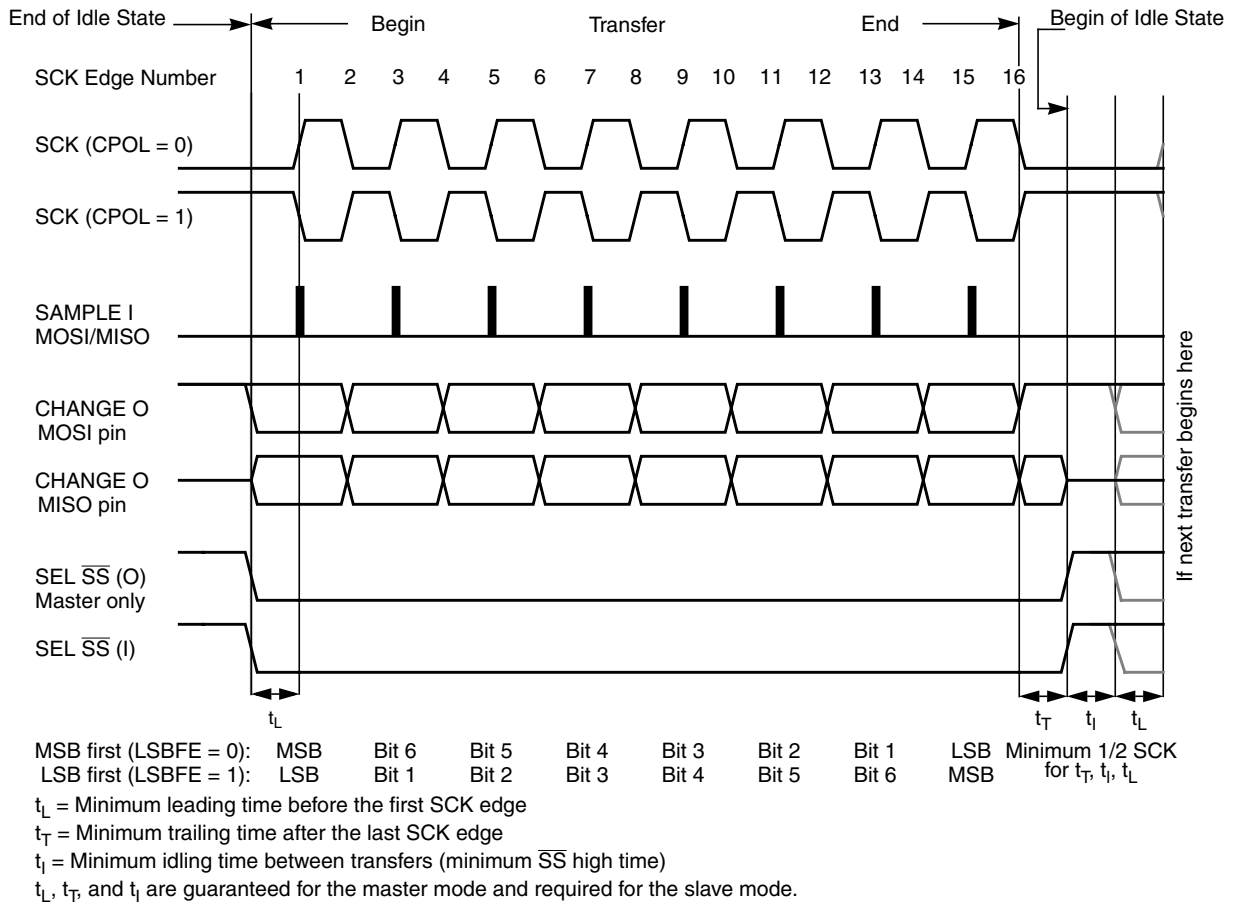 End of Idle State
Begin
Transfer
End
Begin of Idle State
SCK Edge Number
1 2 3 4 5 6 7 8 9 10 11 12 13 14 15 16
SCK (CPOL = 0)
SCK (CPOL = 1)
SAMPLE I
MOSI/MISO
CHANGE O
MOSI pin
CHANGE O
MISO pin
SEL S̅S̅ (O)
Master only
SEL S̅S̅ (I)
If next transfer begins here
tL
tT tI tL
MSB first (LSBFE = 0): MSB Bit 6 Bit 5 Bit 4 Bit 3 Bit 2 Bit 1 LSB
LSB first (LSBFE = 1): LSB Bit 1 Bit 2 Bit 3 Bit 4 Bit 5 Bit 6 MSB
Minimum 1/2 SCK
for tT, tI, tL
tL = Minimum leading time before the first SCK edge
tT = Minimum trailing time after the last SCK edge
tI = Minimum idling time between transfers (minimum S̅S̅ high time)
tL, tT, and tI are guaranteed for the master mode and required for the slave mode.